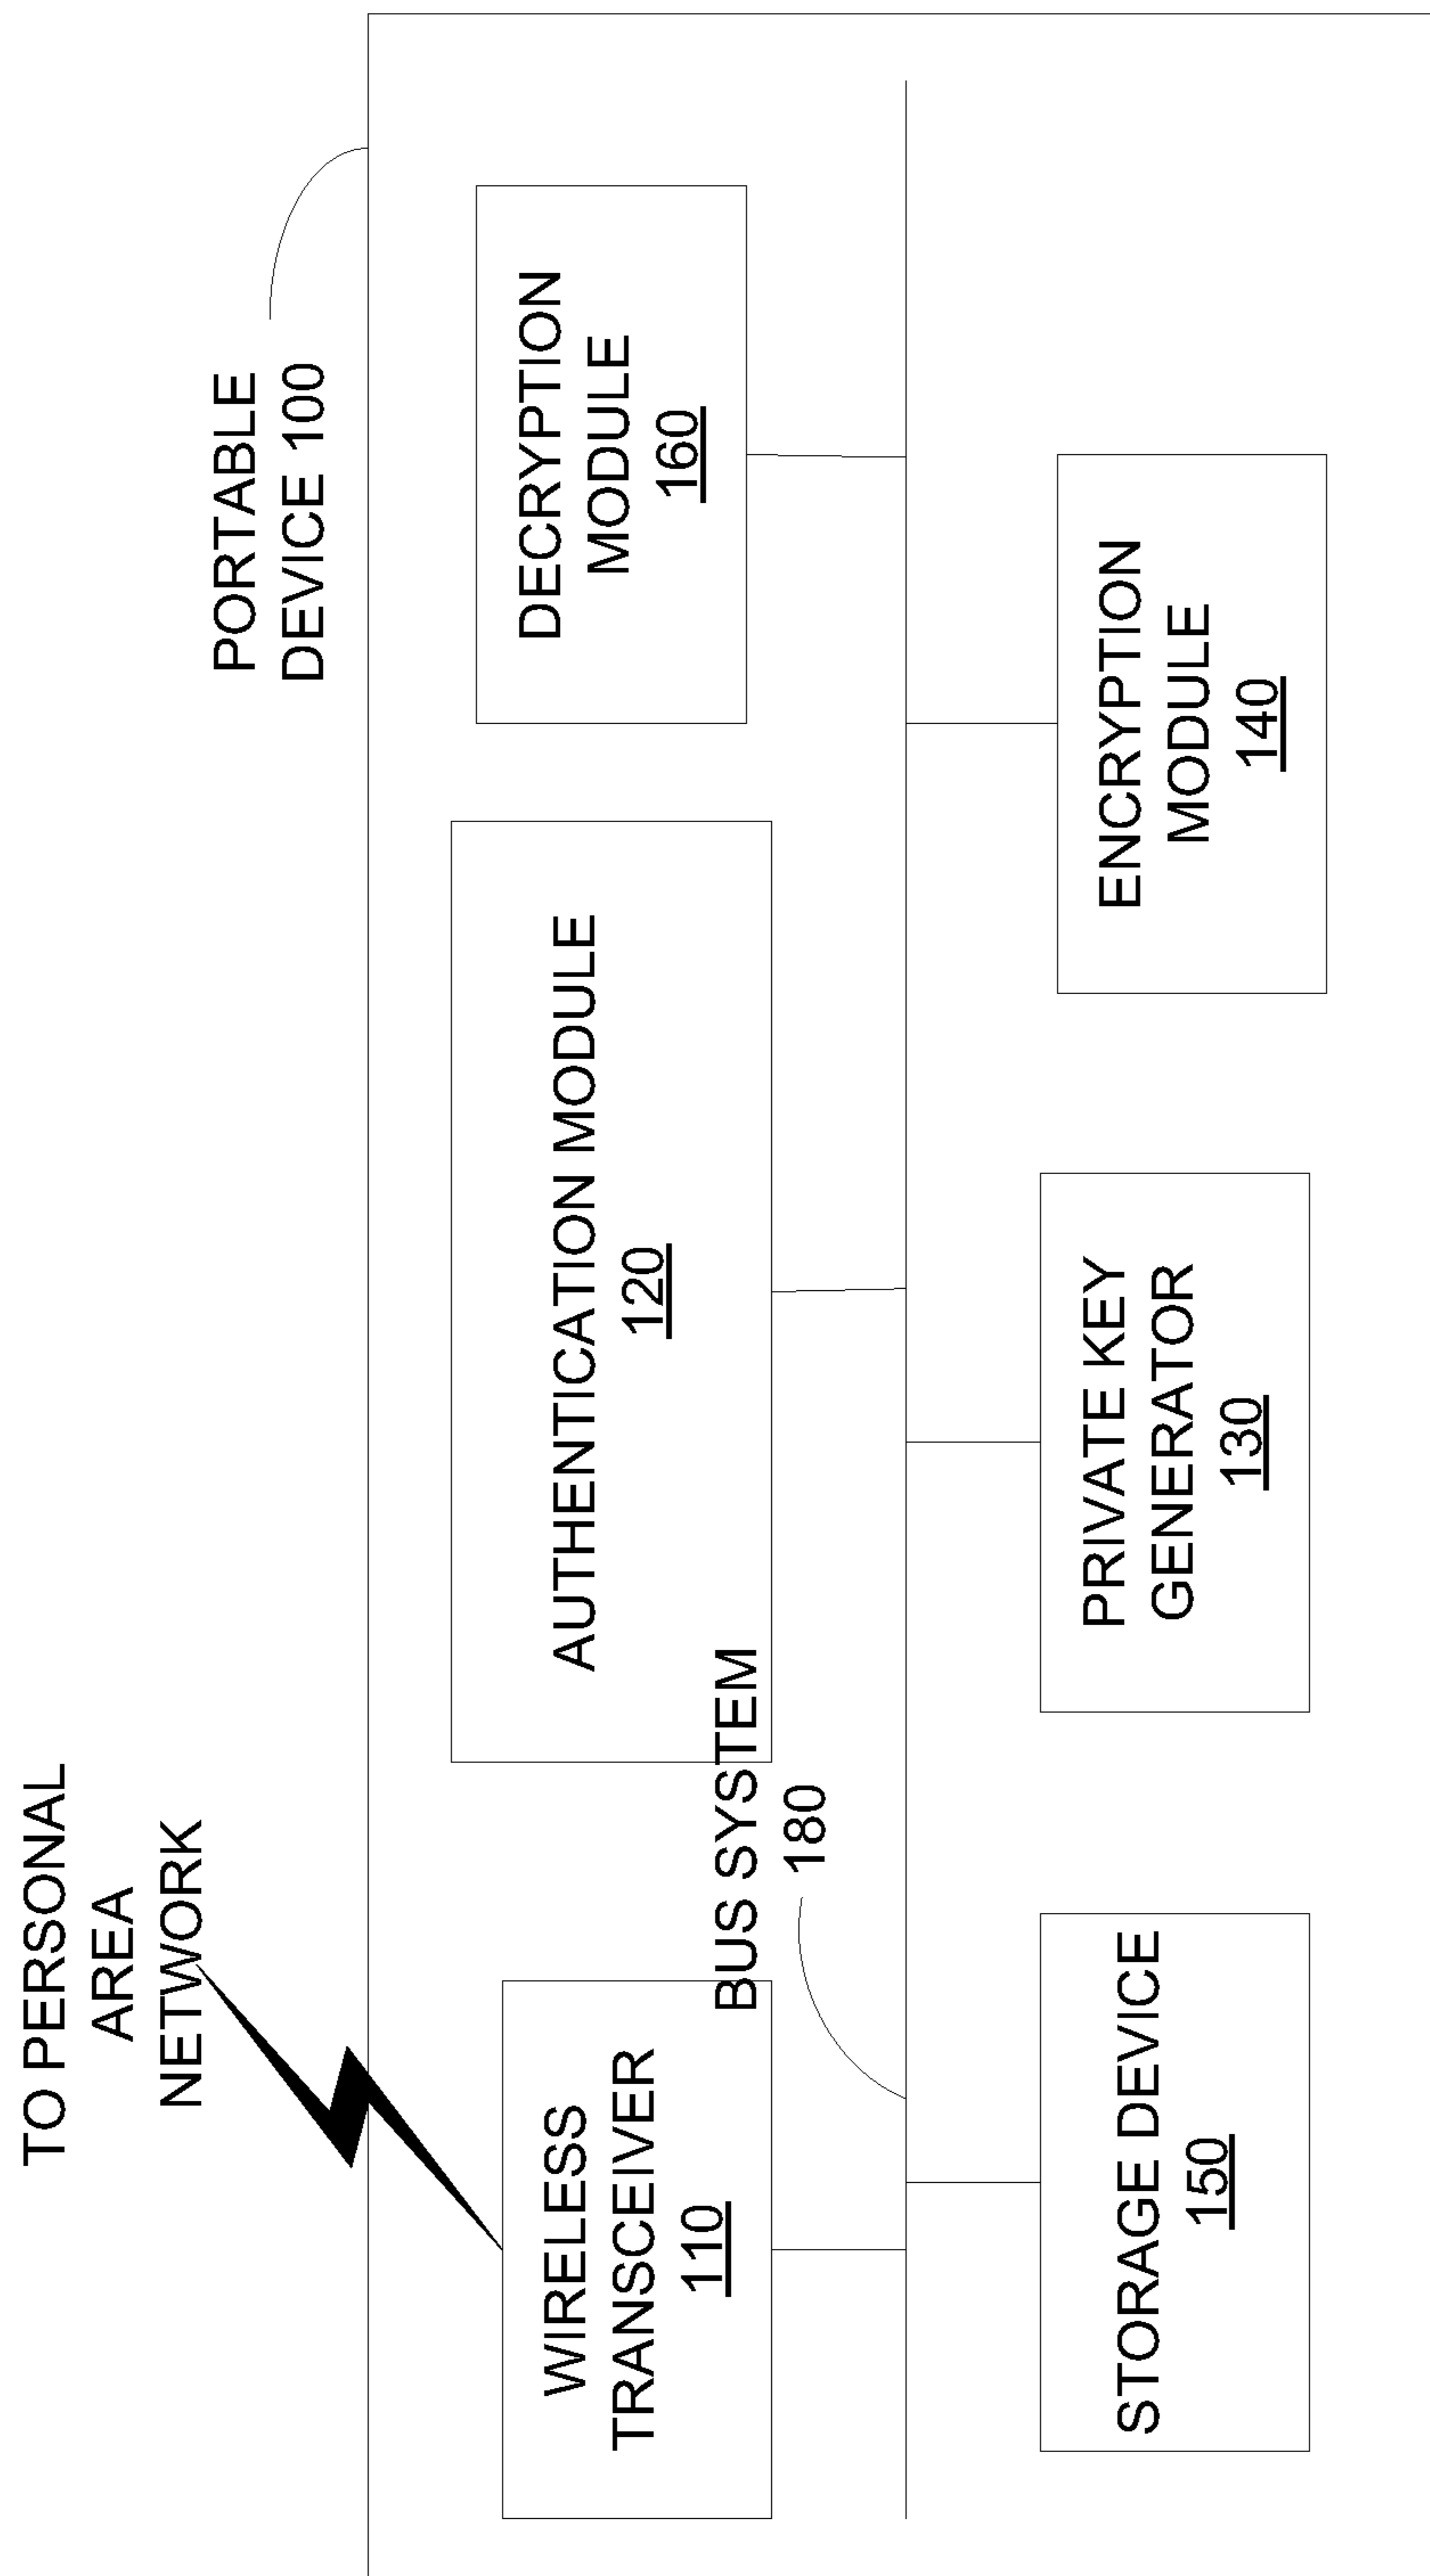 TO PERSONAL
AREA
NETWORK
PORTABLE
DEVICE 100
WIRELESS
TRANSCEIVER
110
AUTHENTICATION MODULE
120
DECRYPTION
MODULE
160
BUS SYSTEM
180
STORAGE DEVICE
150
PRIVATE KEY
GENERATOR
130
ENCRYPTION
MODULE
140